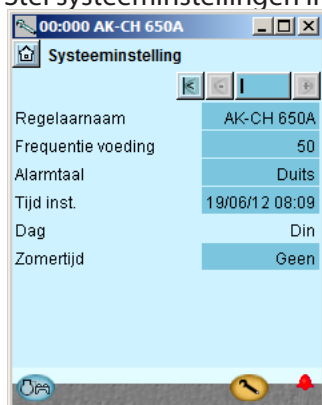 Stel systeeminstellingen in
00:000 AK-CH 650A
Systeeminstelling
Regelaarnaam AK-CH 650A
Frequentie voeding 50
Alarmtaal Duits
Tijd inst. 19/06/12 08:09
Dag Din
Zomertijd Geen